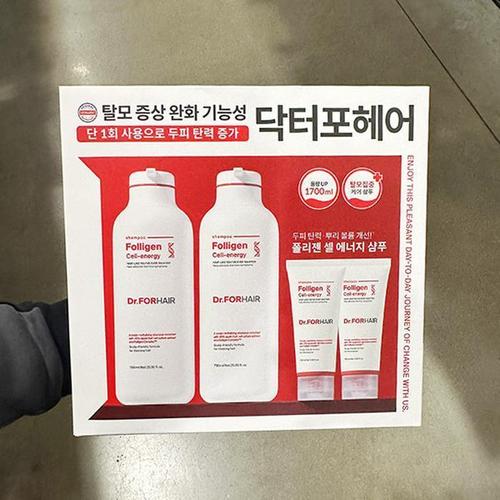 탈모 증상 완화 기능성
단 1회 사용으로 두피 탄력 증가
닥터포헤어
용량 UP
1700ml
탈모집중
케어 샴푸
두피 탄력·뿌리 볼륨 개선!
폴리젠 셀 에너지 샴푸
shampoo
Folligen
Cell-energy
Dr.FORHAIR
shampoo
Folligen
Cell-energy
Dr.FORHAIR
Folligen
Cell-energy
Dr.FORHAIR
Folligen
Cell-energy
Dr.FORHAIR
ENJOY THIS PLEASANT DAY-TO-DAY JOURNEY OF CHANGE WITH US.